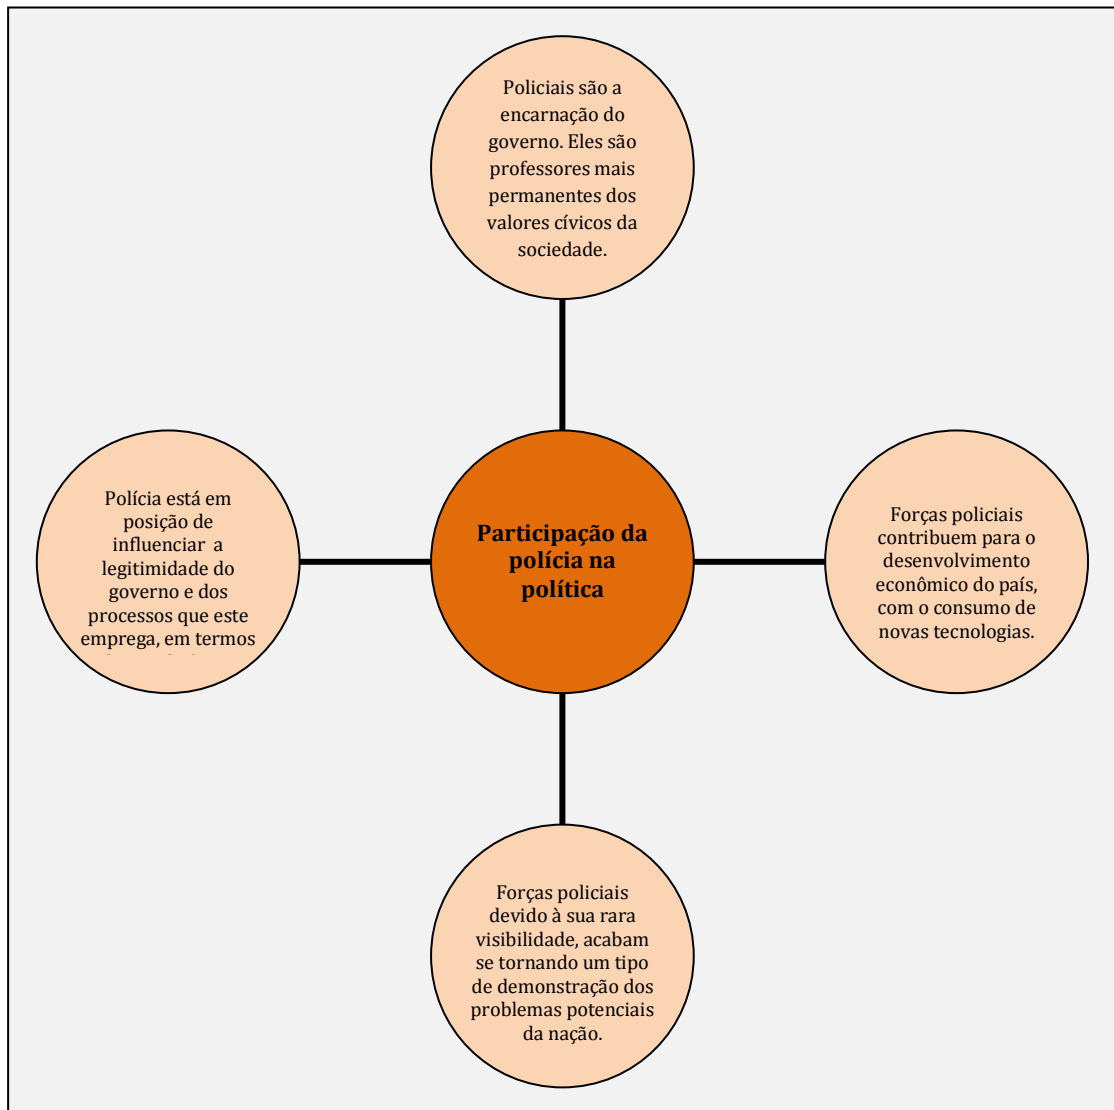 Policiais são a
encarnação do
governo. Eles são
professores mais
permanentes dos
valores cívicos da
sociedade.
Polícia está em
posição de
influenciar a
legitimidade do
governo e dos
processos que este
emprega, em termos
Participação da
polícia na
política
Forças policiais
contribuem para o
desenvolvimento
econômico do país,
com o consumo de
novas tecnologias.
Forças policiais
devido à sua rara
visibilidade, acabam
se tornando um tipo
de demonstração dos
problemas potenciais
da nação.